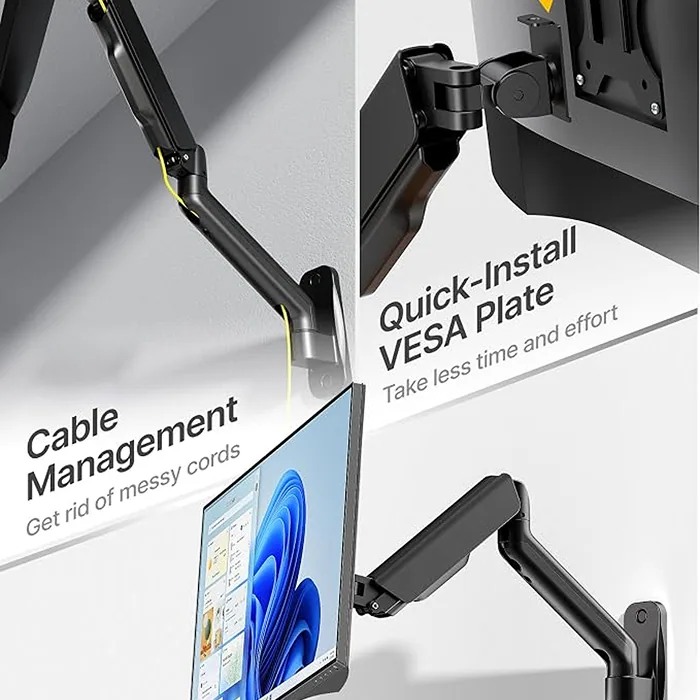 Cable
Management
Get rid of messy cords
Quick-Install
VESA Plate
Take less time and effort